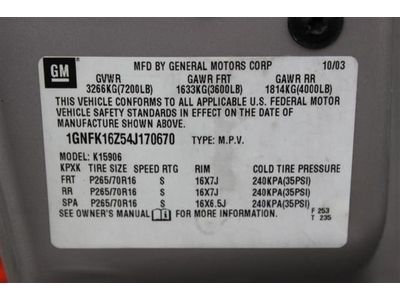 GM
MFD BY GENERAL MOTORS CORP 10/03
GVWR GAWR FRT GAWR RR
3266KG(7200LB) 1633KG(3600LB) 1814KG(4000LB)
THIS VEHICLE CONFORMS TO ALL APPLICABLE U.S. FEDERAL MOTOR
VEHICLE SAFETY STANDARDS IN EFFECT ON THE DATE OF
MANUFACTURE SHOWN ABOVE.
1GNFK16Z54J170670 TYPE: M.P.V.
MODEL: K15906
KPXK TIRE SIZE SPEED RTG RIM COLD TIRE PRESSURE
FRT P265/70R16 S 16X7J 240KPA(35PSI)
RR P265/70R16 S 16X7J 240KPA(35PSI)
SPA P265/70R16 S 16X6.5J 240KPA(35PSI)
SEE OWNER'S MANUAL FOR MORE INFORMATION. F 253
T 235